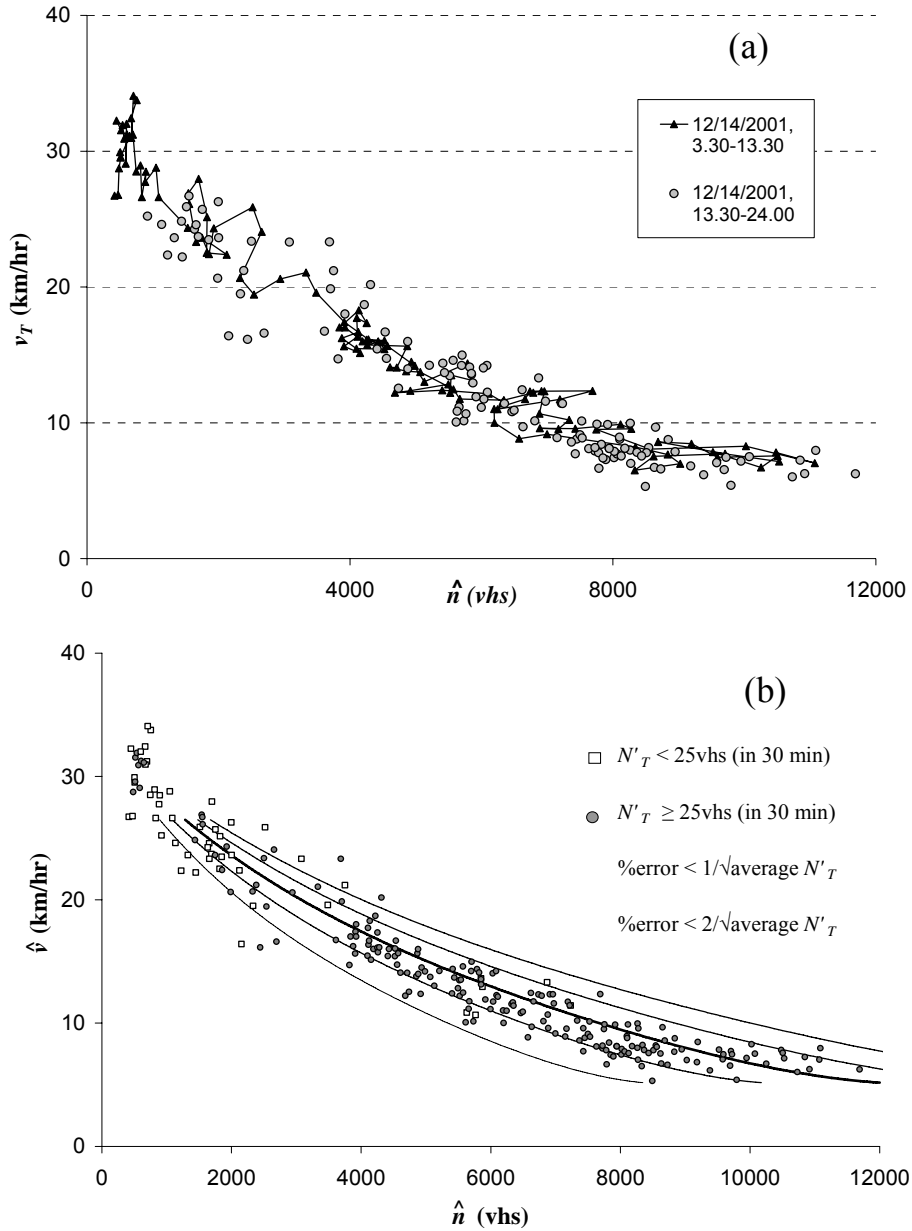 40
(a)
12/14/2001,
3.30-13.30
12/14/2001,
13.30-24.00
30
20
10
0
v_T (km/hr)
0
4000
8000
12000
n̂ (vhs)
40
(b)
N'_T < 25vhs (in 30 min)
N'_T ≥ 25vhs (in 30 min)
%error < 1/√average N'_T
%error < 2/√average N'_T
30
20
10
0
v̂ (km/hr)
0
2000
4000
6000
8000
10000
12000
n̂ (vhs)